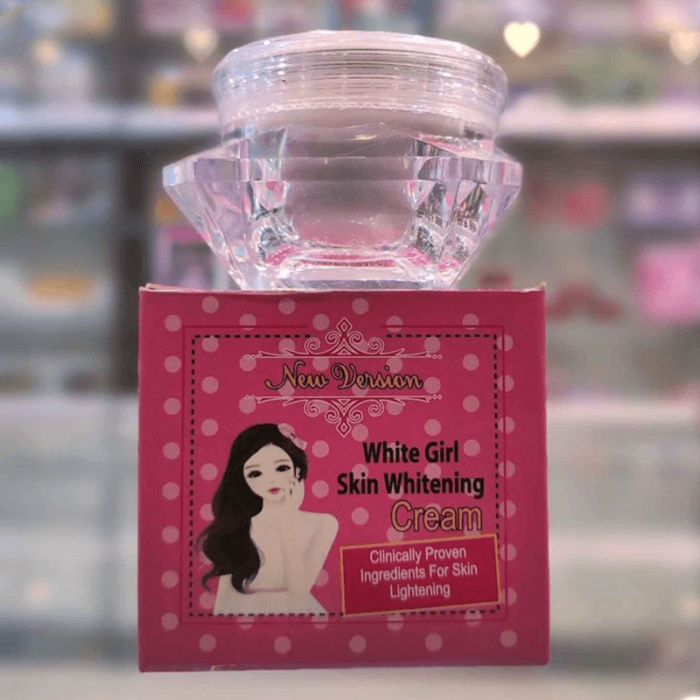 New Version
White Girl
Skin Whitening
Cream
Clinically Proven
Ingredients For Skin
Lightening